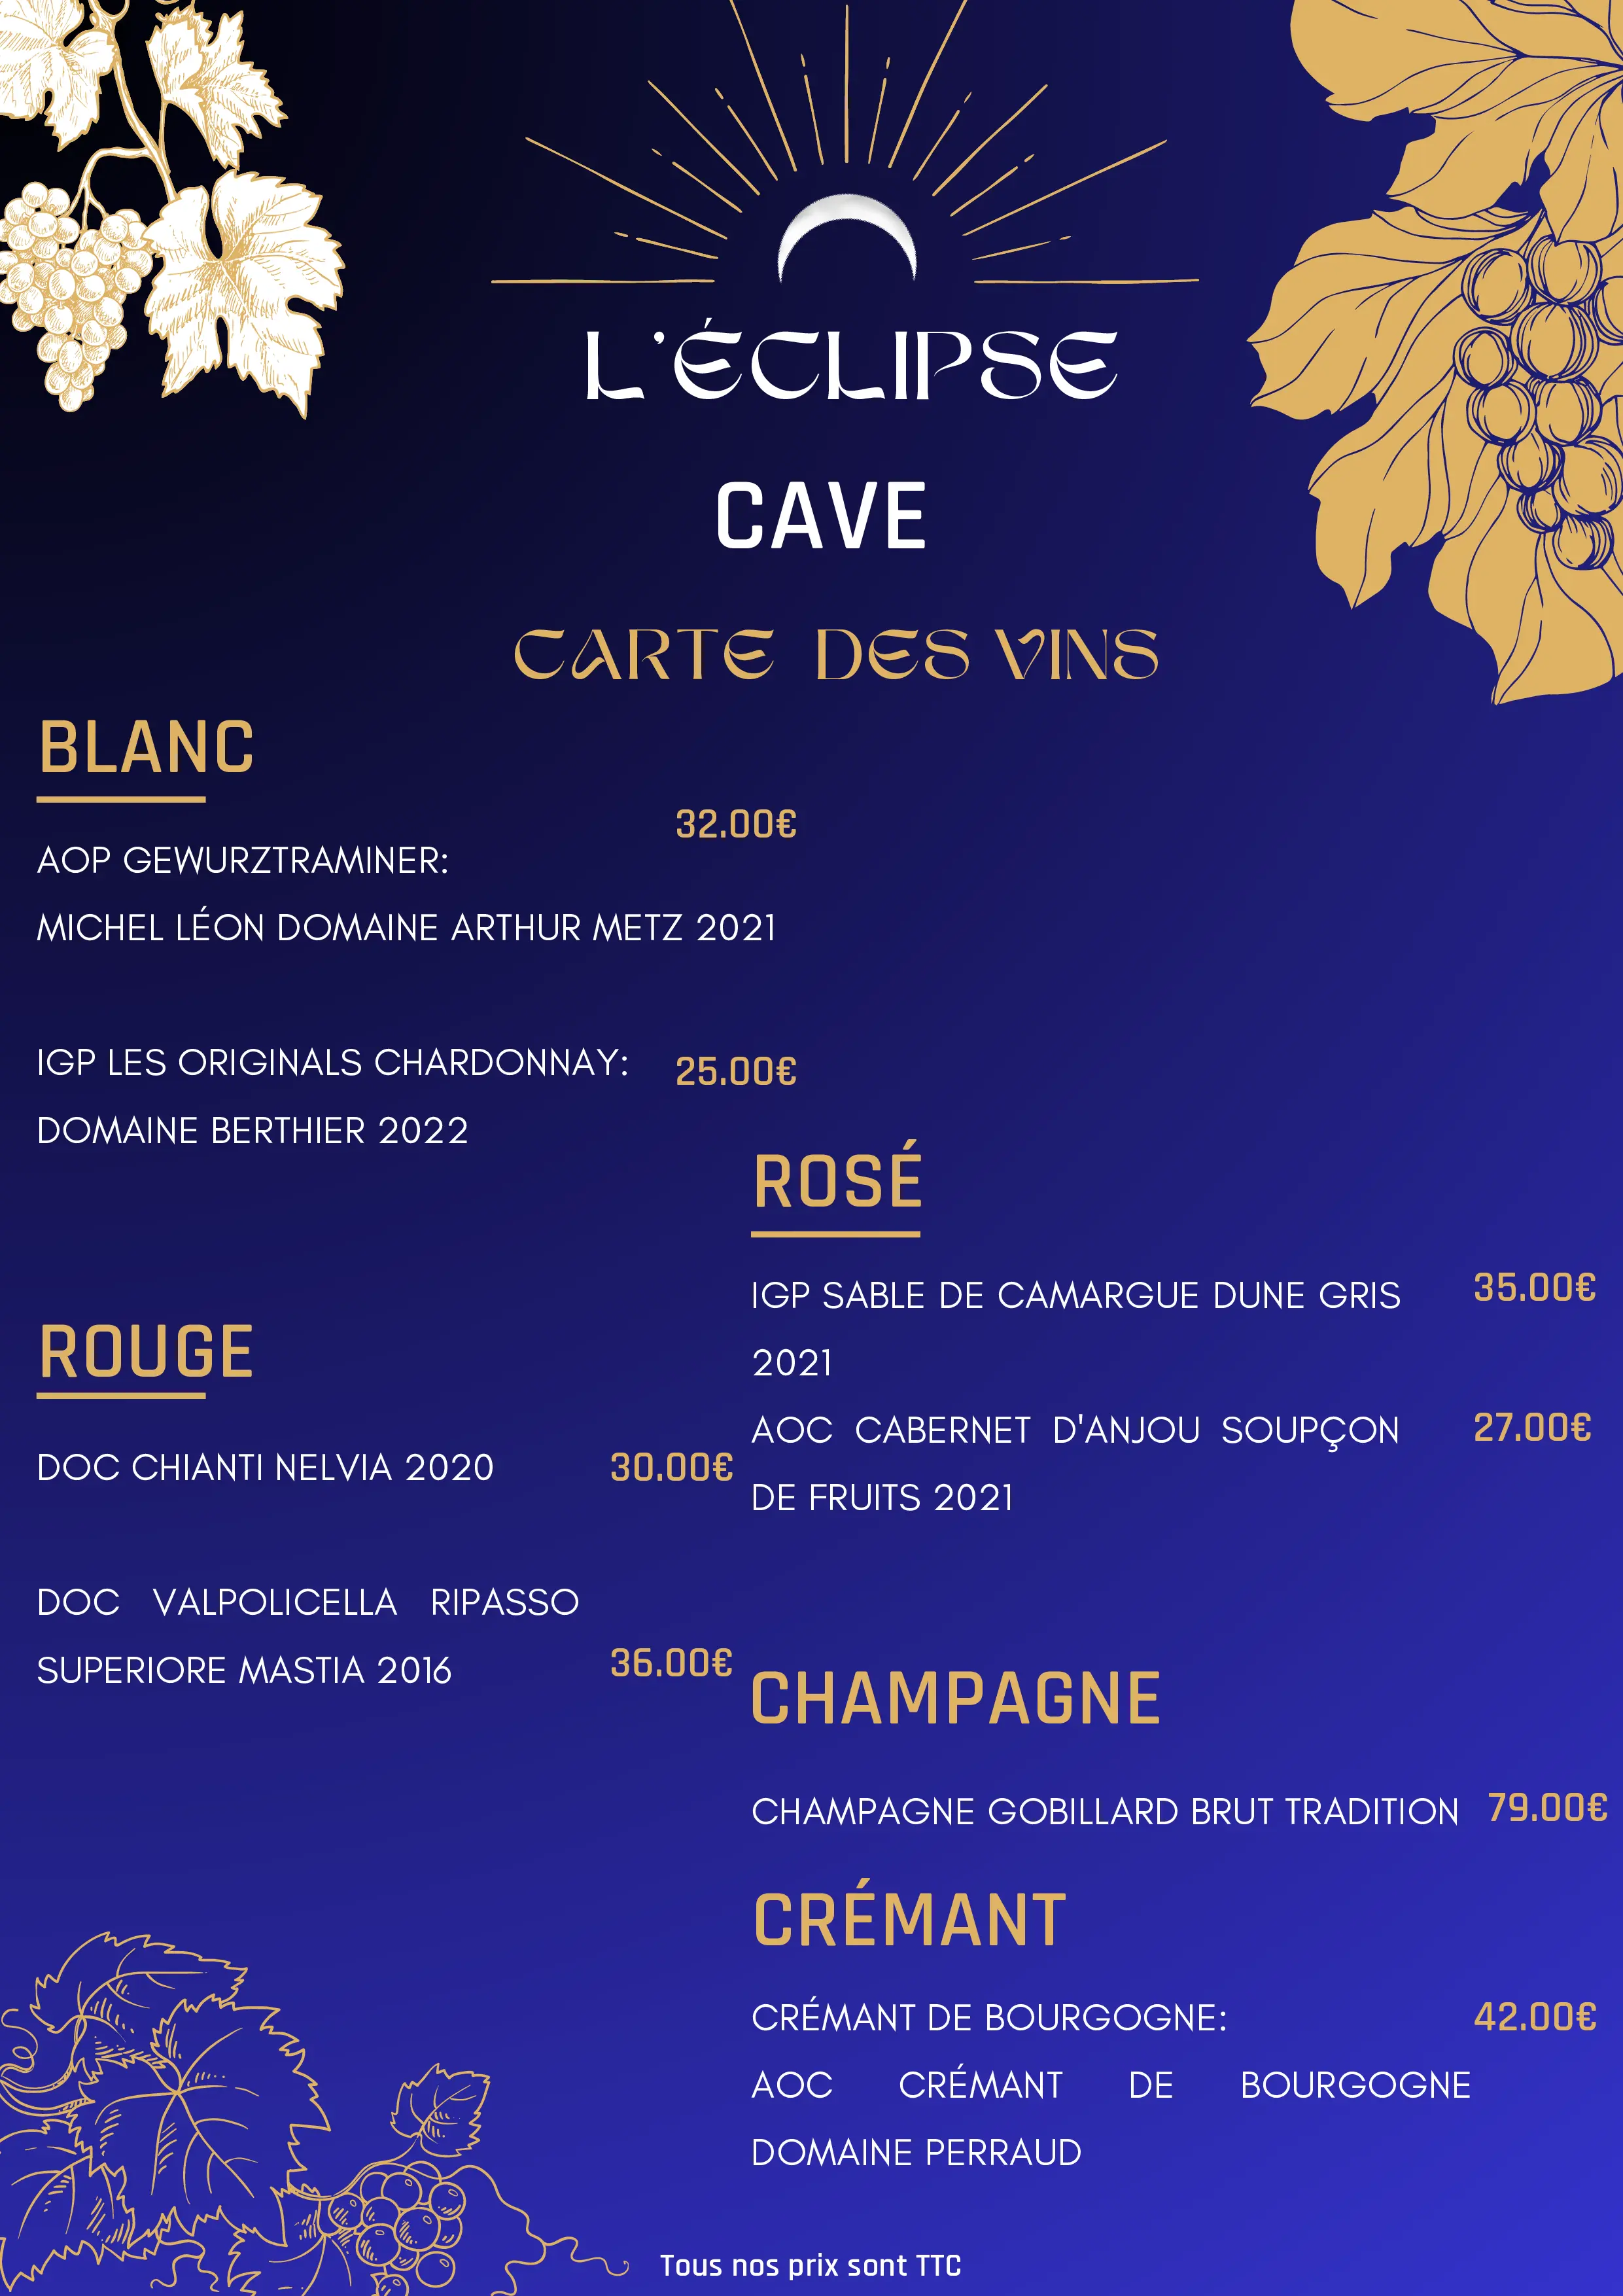 L'ÉCLIPSE
CAVE
CARTE DES VINS
BLANC
32.00€
AOP GEWURZTRAMINER:
MICHEL LÉON DOMAINE ARTHUR METZ 2021
IGP LES ORIGINALS CHARDONNAY: 25.00€
DOMAINE BERTHIER 2022
ROUGE
DOC CHIANTI NELVIA 2020 30.00€
DOC VALPOLICELLA RIPASSO
SUPERIORE MASTIA 2016 36.00€
ROSÉ
IGP SABLE DE CAMARGUE DUNE GRIS 35.00€
2021
AOC CABERNET D'ANJOU SOUPÇON 27.00€
DE FRUITS 2021
CHAMPAGNE
CHAMPAGNE GOBILLARD BRUT TRADITION 79.00€
CRÉMANT
CRÉMANT DE BOURGOGNE: 42.00€
AOC CRÉMANT DE BOURGOGNE
DOMAINE PERRAUD
Tous nos prix sont TTC